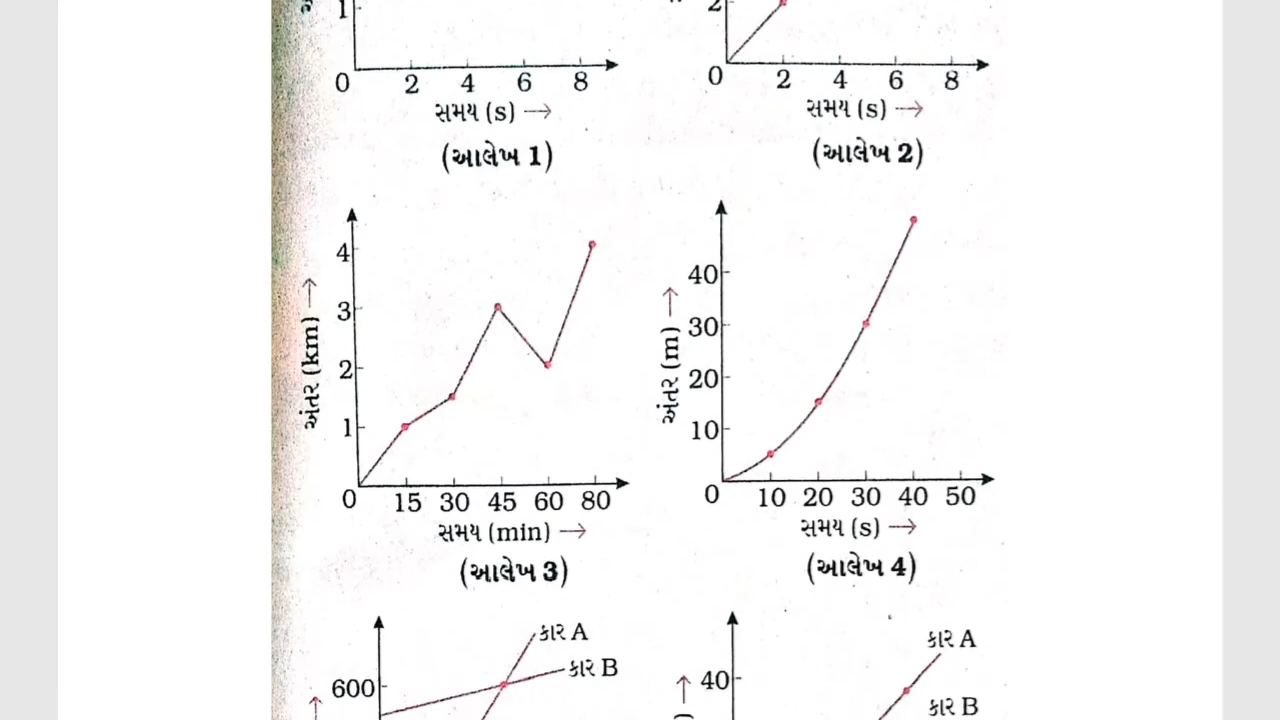 1
0 2 4 6 8
સમય (s) →
(આલેખ 1)
2
0 2 4 6 8
સમય (s) →
(આલેખ 2)
4
3
2
1
અંતર (km) →
0 15 30 45 60 80
સમય (min) →
(આલેખ 3)
40
30
20
10
અંતર (m) →
0 10 20 30 40 50
સમય (s) →
(આલેખ 4)
કાર A
કાર B
600
કાર A
40
કાર B